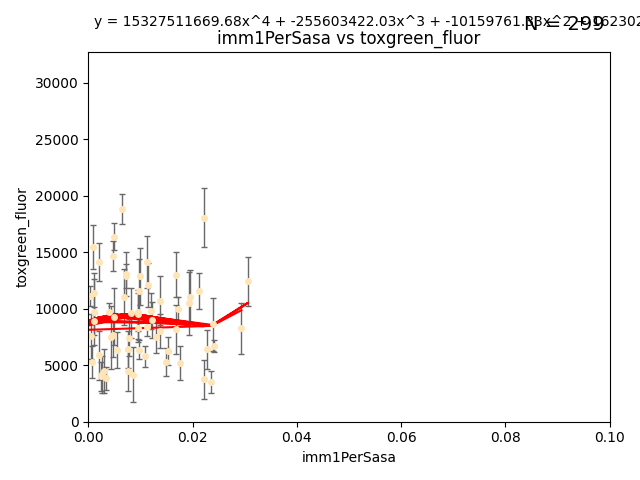 y = 15327511669.68x^4 + -255603422.03x^3 +
N = 299
imm1PerSasa vs toxgreen_fluor
30000
25000
20000
15000
10000
5000
0
toxgreen_fluor
0.00 0.02 0.04 0.06 0.08 0.10
imm1PerSasa